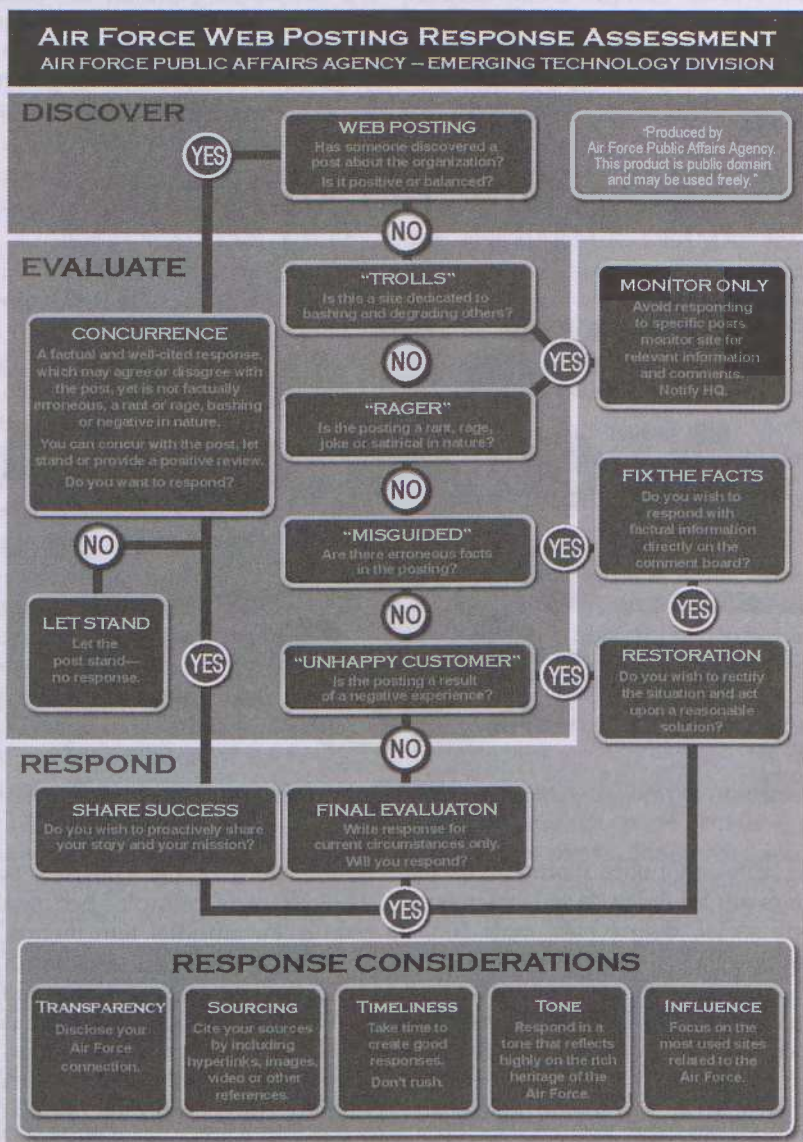 AIR FORCE WEB POSTING RESPONSE ASSESSMENT
AIR FORCE PUBLIC AFFAIRS AGENCY – EMERGING TECHNOLOGY DIVISION
DISCOVER
WEB POSTING
Has someone discovered a
post about the organization?
Is it positive or balanced?
"Produced by
Air Force Public Affairs Agency.
This product is public domain
and may be used freely."
YES
NO
EVALUATE
"TROLLS"
Is this a site dedicated to
bashing and degrading others?
MONITOR ONLY
Avoid responding
to specific posts
monitor site for
relevant information
and comments.
Notify HQ.
CONCURRENCE
A factual and well-cited response,
which may agree or disagree with
the post, yet is not factually
erroneous, a rant or rage, bashing
or negative in nature.
You can concur with the post, let
stand or provide a positive review.
Do you want to respond?
NO
YES
"RAGER"
Is the posting a rant, rage,
joke or satirical in nature?
NO
FIX THE FACTS
Do you wish to
respond with
factual information
directly on the
comment board?
"MISGUIDED"
Are there erroneous facts
in the posting?
YES
NO
NO
YES
LET STAND
Let the
post stand—
no response.
YES
"UNHAPPY CUSTOMER"
Is the posting a result
of a negative experience?
YES
RESTORATION
Do you wish to rectify
the situation and act
upon a reasonable
solution?
NO
RESPOND
SHARE SUCCESS
Do you wish to proactively share
your story and your mission?
FINAL EVALUATON
Write response for
current circumstances only.
Will you respond?
YES
RESPONSE CONSIDERATIONS
TRANSPARENCY
Disclose your
Air Force
connection.
SOURCING
Cite your sources
by including
hyperlinks, images,
video or other
references.
TIMELINESS
Take time to
create good
responses.
Don't rush.
TONE
Respond in a
tone that reflects
highly on the rich
heritage of the
Air Force.
INFLUENCE
Focus on the
most used sites
related to the
Air Force.